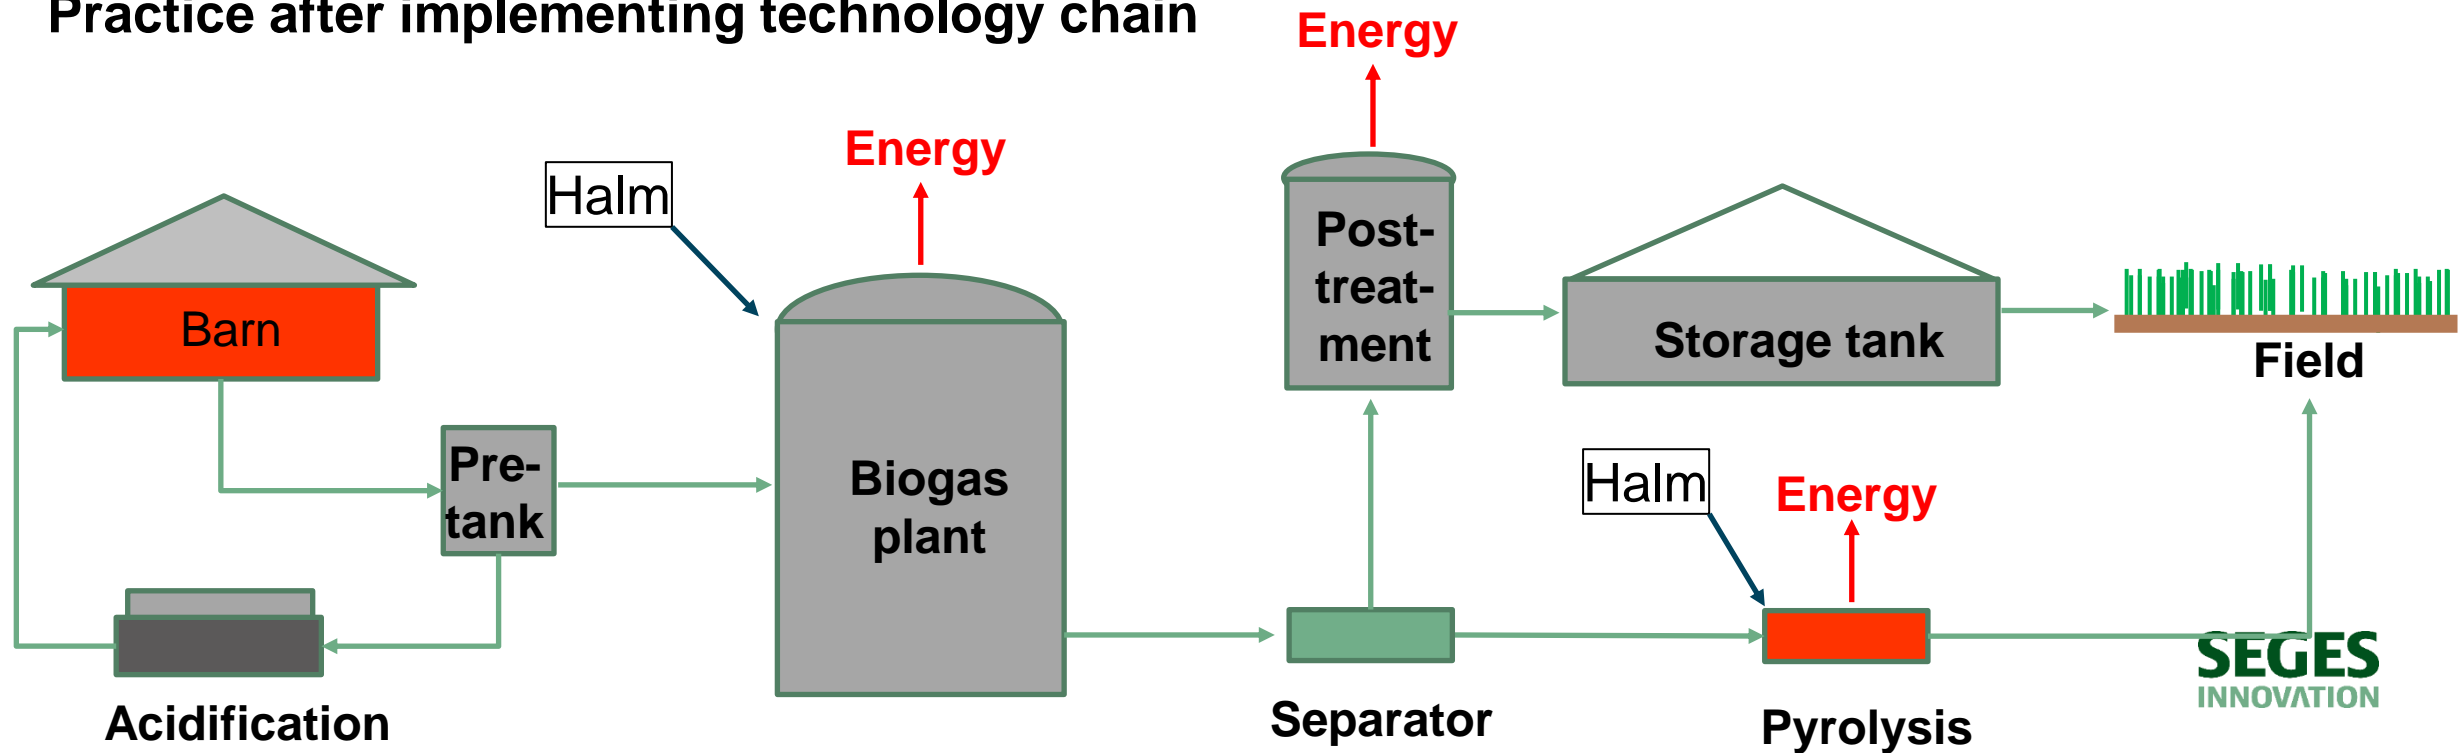 Practice after implementing technology chain
Energy
Energy
Halm
Barn
Post-
treat-
ment
Storage tank
Field
Pre-
tank
Biogas
plant
Halm
Energy
SEGES
INNOVATION
Acidification
Separator
Pyrolysis